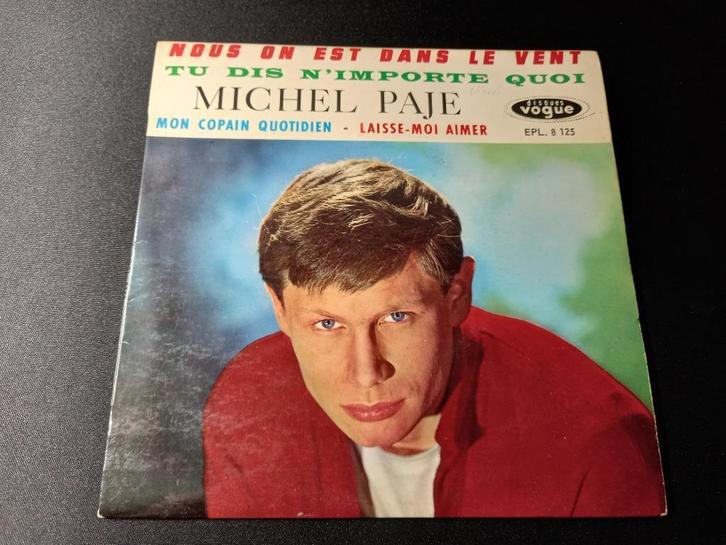 NOUS ON EST DANS LE VENT
TU DIS N'IMPORTE QUOI
MICHEL PAJE
disques
vogue
MON COPAIN QUOTIDIEN - LAISSE-MOI AIMER
EPL. 8 125